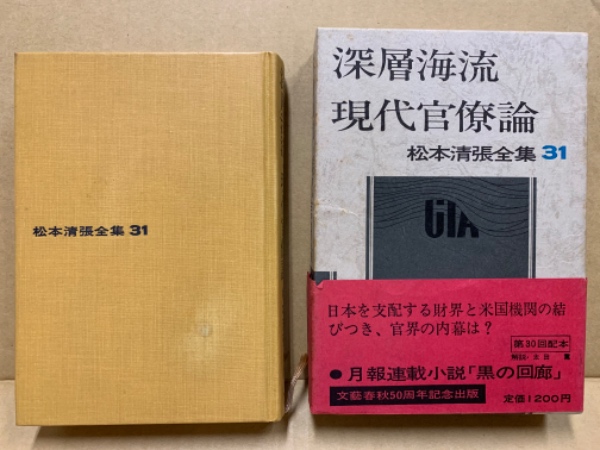 松本清張全集 31
深層海流
現代官僚論
松本清張全集 31
CIA
日本を支配する財界と米国機関の結
びつき、官界の内幕は?
第30回配本
●月報連載小説「黒の回廊」
文藝春秋50周年記念出版
定価1200円